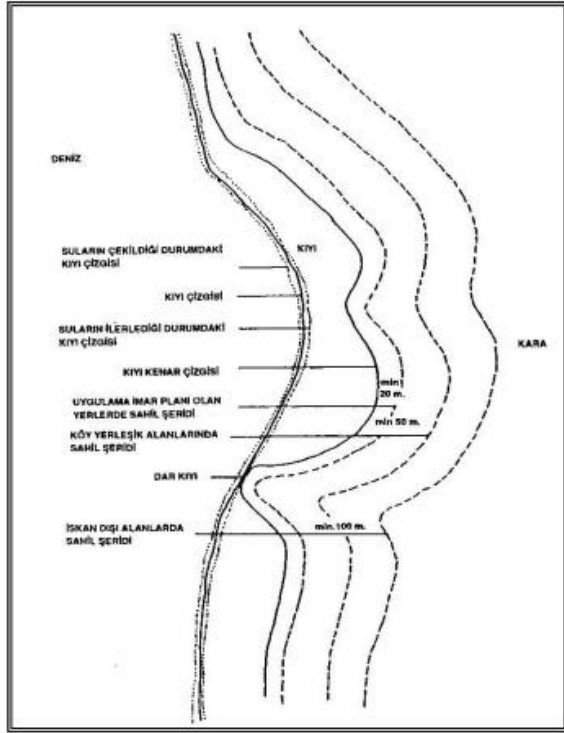 DENİZ
KIYI
SULARIN ÇEKİLDİĞİ DURUMDAKİ
KIYI ÇİZGİSİ
KIYI ÇİZGİSİ
SULARIN İLERLEDİĞİ DURUMDAKİ
KIYI ÇİZGİSİ
KARA
KIYI KENAR ÇİZGİSİ
min.
20 m.
UYGULAMA İMAR PLANI OLAN
YERLERDE SAHİL ŞERİDİ
min 50 m.
KÖY YERLEŞİK ALANLARINDA
SAHİL ŞERİDİ
DAR KIYI
İSKAN DIŞI ALANLARDA
SAHİL ŞERİDİ
min.100 m.